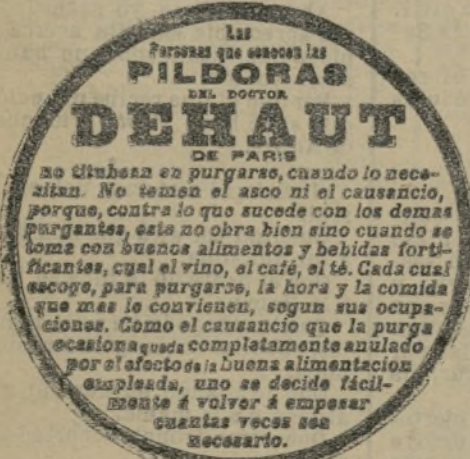 Las
Personas que conocen las
PILDORAS
DEL DOCTOR
DEHAUT
DE PARIS
no titubean en purgarse, cuando lo nece-
sitan. No temen el asco ni el causancio,
porque, contra lo que sucede con los demas
purgantes, este no obra bien sino cuando se
toma con buenos alimentos y bebidas forti-
ficantes, cual el vino, el café, el té. Cada cual
escoge, para purgarse, la hora y la comida
que mas le convienen, segun sus ocupa-
ciones. Como el causancio que la purga
ocasiona queda completamente anulado
por el efecto de la buena alimentacion
empleada, uno se decide fácil-
mente á volver á empezar
cuantas veces sea
necesario.